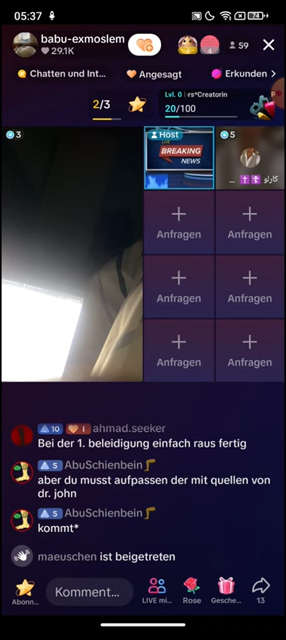 05:37
74
babu-exmoslem
29.1K
59
Chatten und Int...
Angesagt
Erkunden
2/3
Lvl. 0 | rs*Creatorin
20/100
3
Host
BREAKING
NEWS
5
كارلو
Anfragen
Anfragen
Anfragen
Anfragen
Anfragen
Anfragen
10
I
ahmad.seeker
Bei der 1. beleidigung einfach raus fertig
5
AbuSchienbein
aber du musst aufpassen der mit quellen von
dr. john
5
AbuSchienbein
kommt*
maeuschen ist beigetreten
Abonn...
Komment...
LIVE mi...
Rose
Gesche...
13